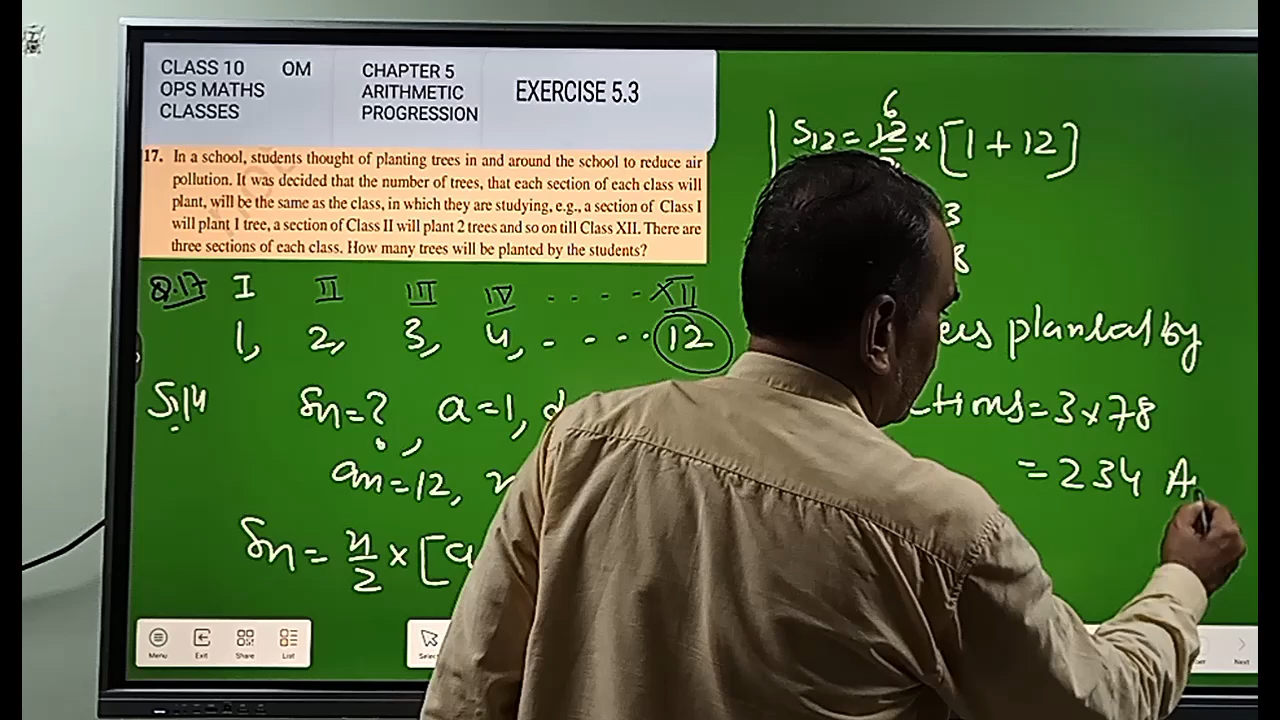 CLASS 10 OM
OPS MATHS
CLASSES
CHAPTER 5
ARITHMETIC
PROGRESSION
EXERCISE 5.3
17. In a school, students thought of planting trees in and around the school to reduce air
pollution. It was decided that the number of trees, that each section of each class will
plant, will be the same as the class, in which they are studying, e.g., a section of Class I
will plant 1 tree, a section of Class II will plant 2 trees and so on till Class XII. There are
three sections of each class. How many trees will be planted by the students?
Q.17 I II III IV ..... XII
1, 2, 3, 4, ..... 12
Sn=?, a=1, d
an=12,
Sn = n/2 × [a
S12 = 12 6 × [1 + 12]
3
8
planted by
= 3 × 78
= 234 A
Menu Exit Share List
Next